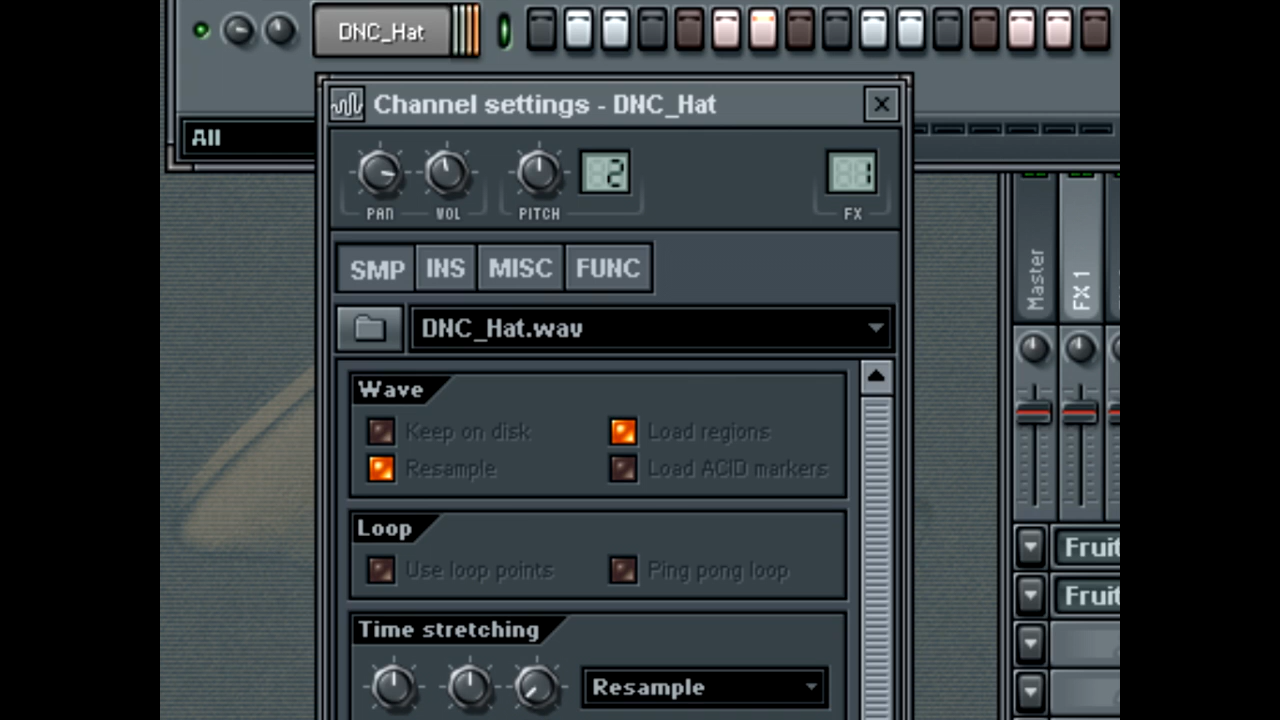 DNC_Hat
Channel settings - DNC_Hat
All
2
1
PAN
VOL
PITCH
FX
SMP
INS
MISC
FUNC
DNC_Hat.wav
Wave
Keep on disk
Load regions
Resample
Load ACID markers
Loop
Use loop points
Ping pong loop
Time stretching
Resample
Master
FX 1
Fruit
Fruit